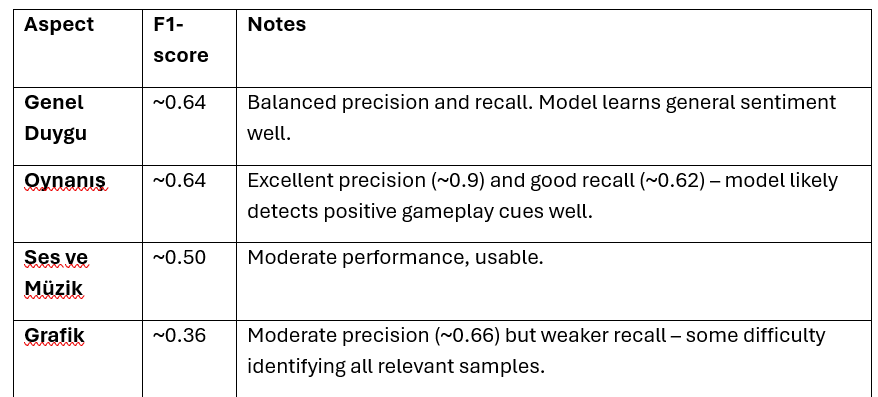 Aspect F1-score Notes
Genel Duygu ~0.64 Balanced precision and recall. Model learns general sentiment
well.
Oynanış ~0.64 Excellent precision (~0.9) and good recall (~0.62) – model likely
detects positive gameplay cues well.
Ses ve Müzik ~0.50 Moderate performance, usable.
Grafik ~0.36 Moderate precision (~0.66) but weaker recall – some difficulty
identifying all relevant samples.